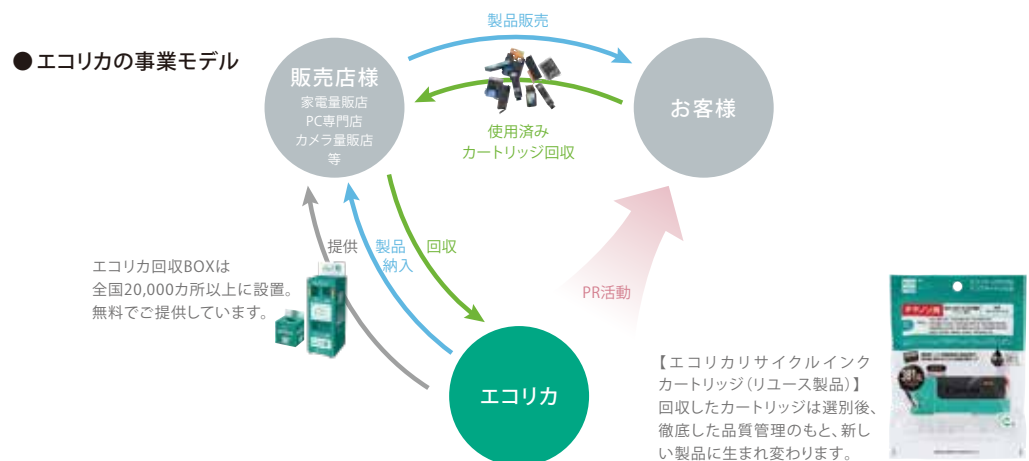 ●エコリカの事業モデル
製品販売
販売店様
家電量販店
PC専門店
カメラ量販店
等
お客様
使用済み
カートリッジ回収
提供
製品
納入
回収
エコリカ回収BOXは
全国20,000カ所以上に設置。
無料でご提供しています。
PR活動
エコリカ
【エコリカリサイクルインク
カートリッジ(リユース製品)】
回収したカートリッジは選別後、
徹底した品質管理のもと、新し
い製品に生まれ変わります。